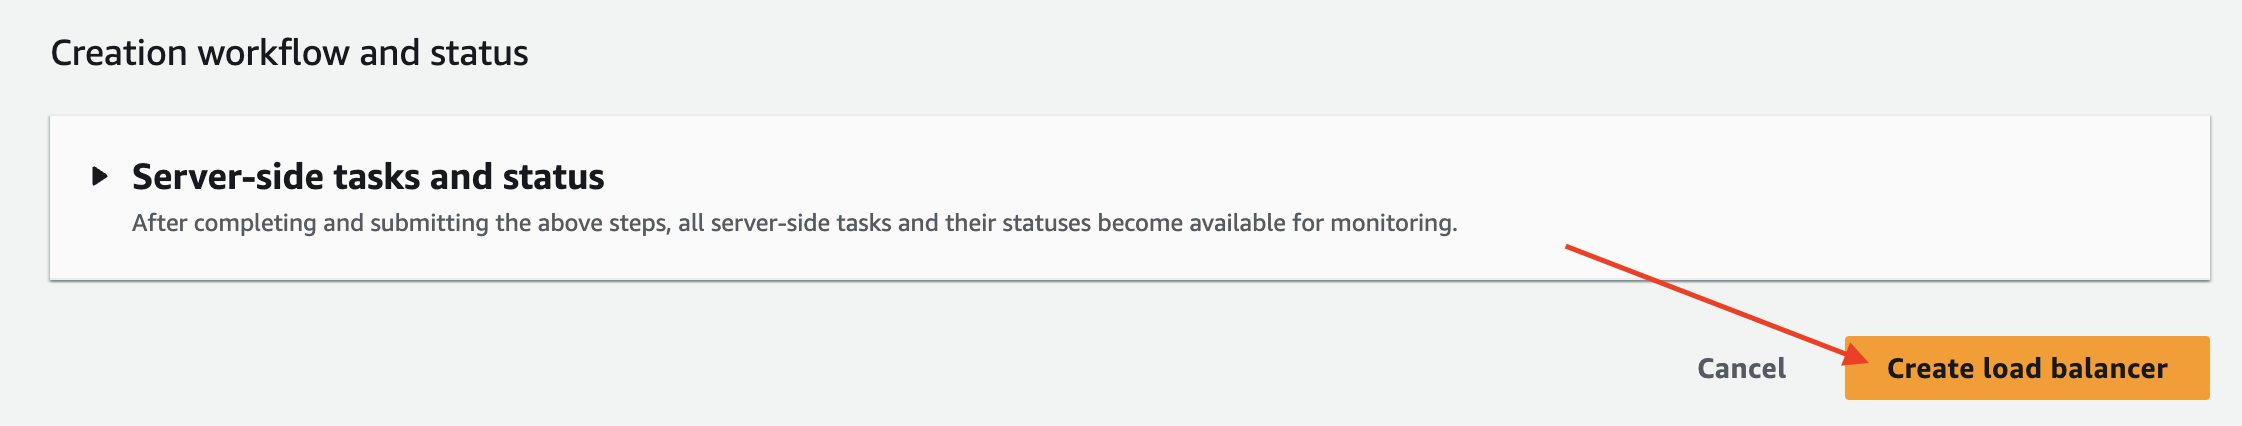 Creation workflow and status
Server-side tasks and status
After completing and submitting the above steps, all server-side tasks and their statuses become available for monitoring.
Cancel
Create load balancer